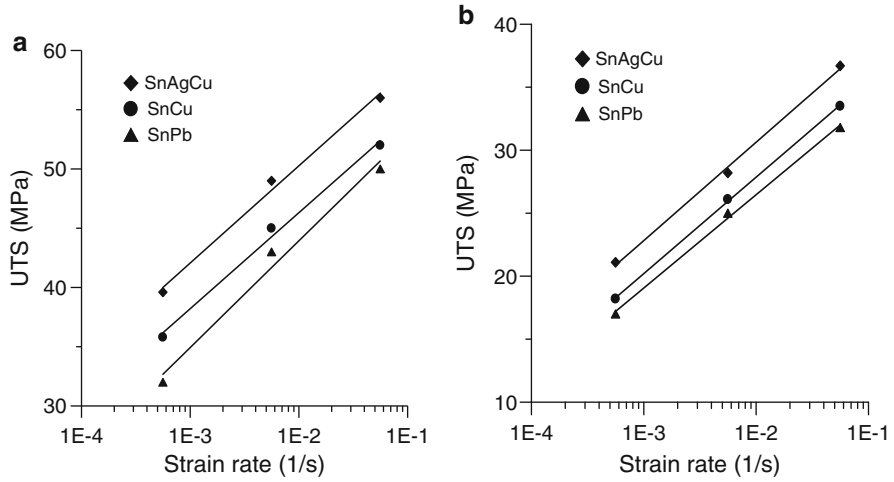 a
60
50
40
30
UTS (MPa)
SnAgCu
SnCu
SnPb
1E-4 1E-3 1E-2 1E-1
Strain rate (1/s)
b
40
30
20
10
UTS (MPa)
SnAgCu
SnCu
SnPb
1E-4 1E-3 1E-2 1E-1
Strain rate (1/s)